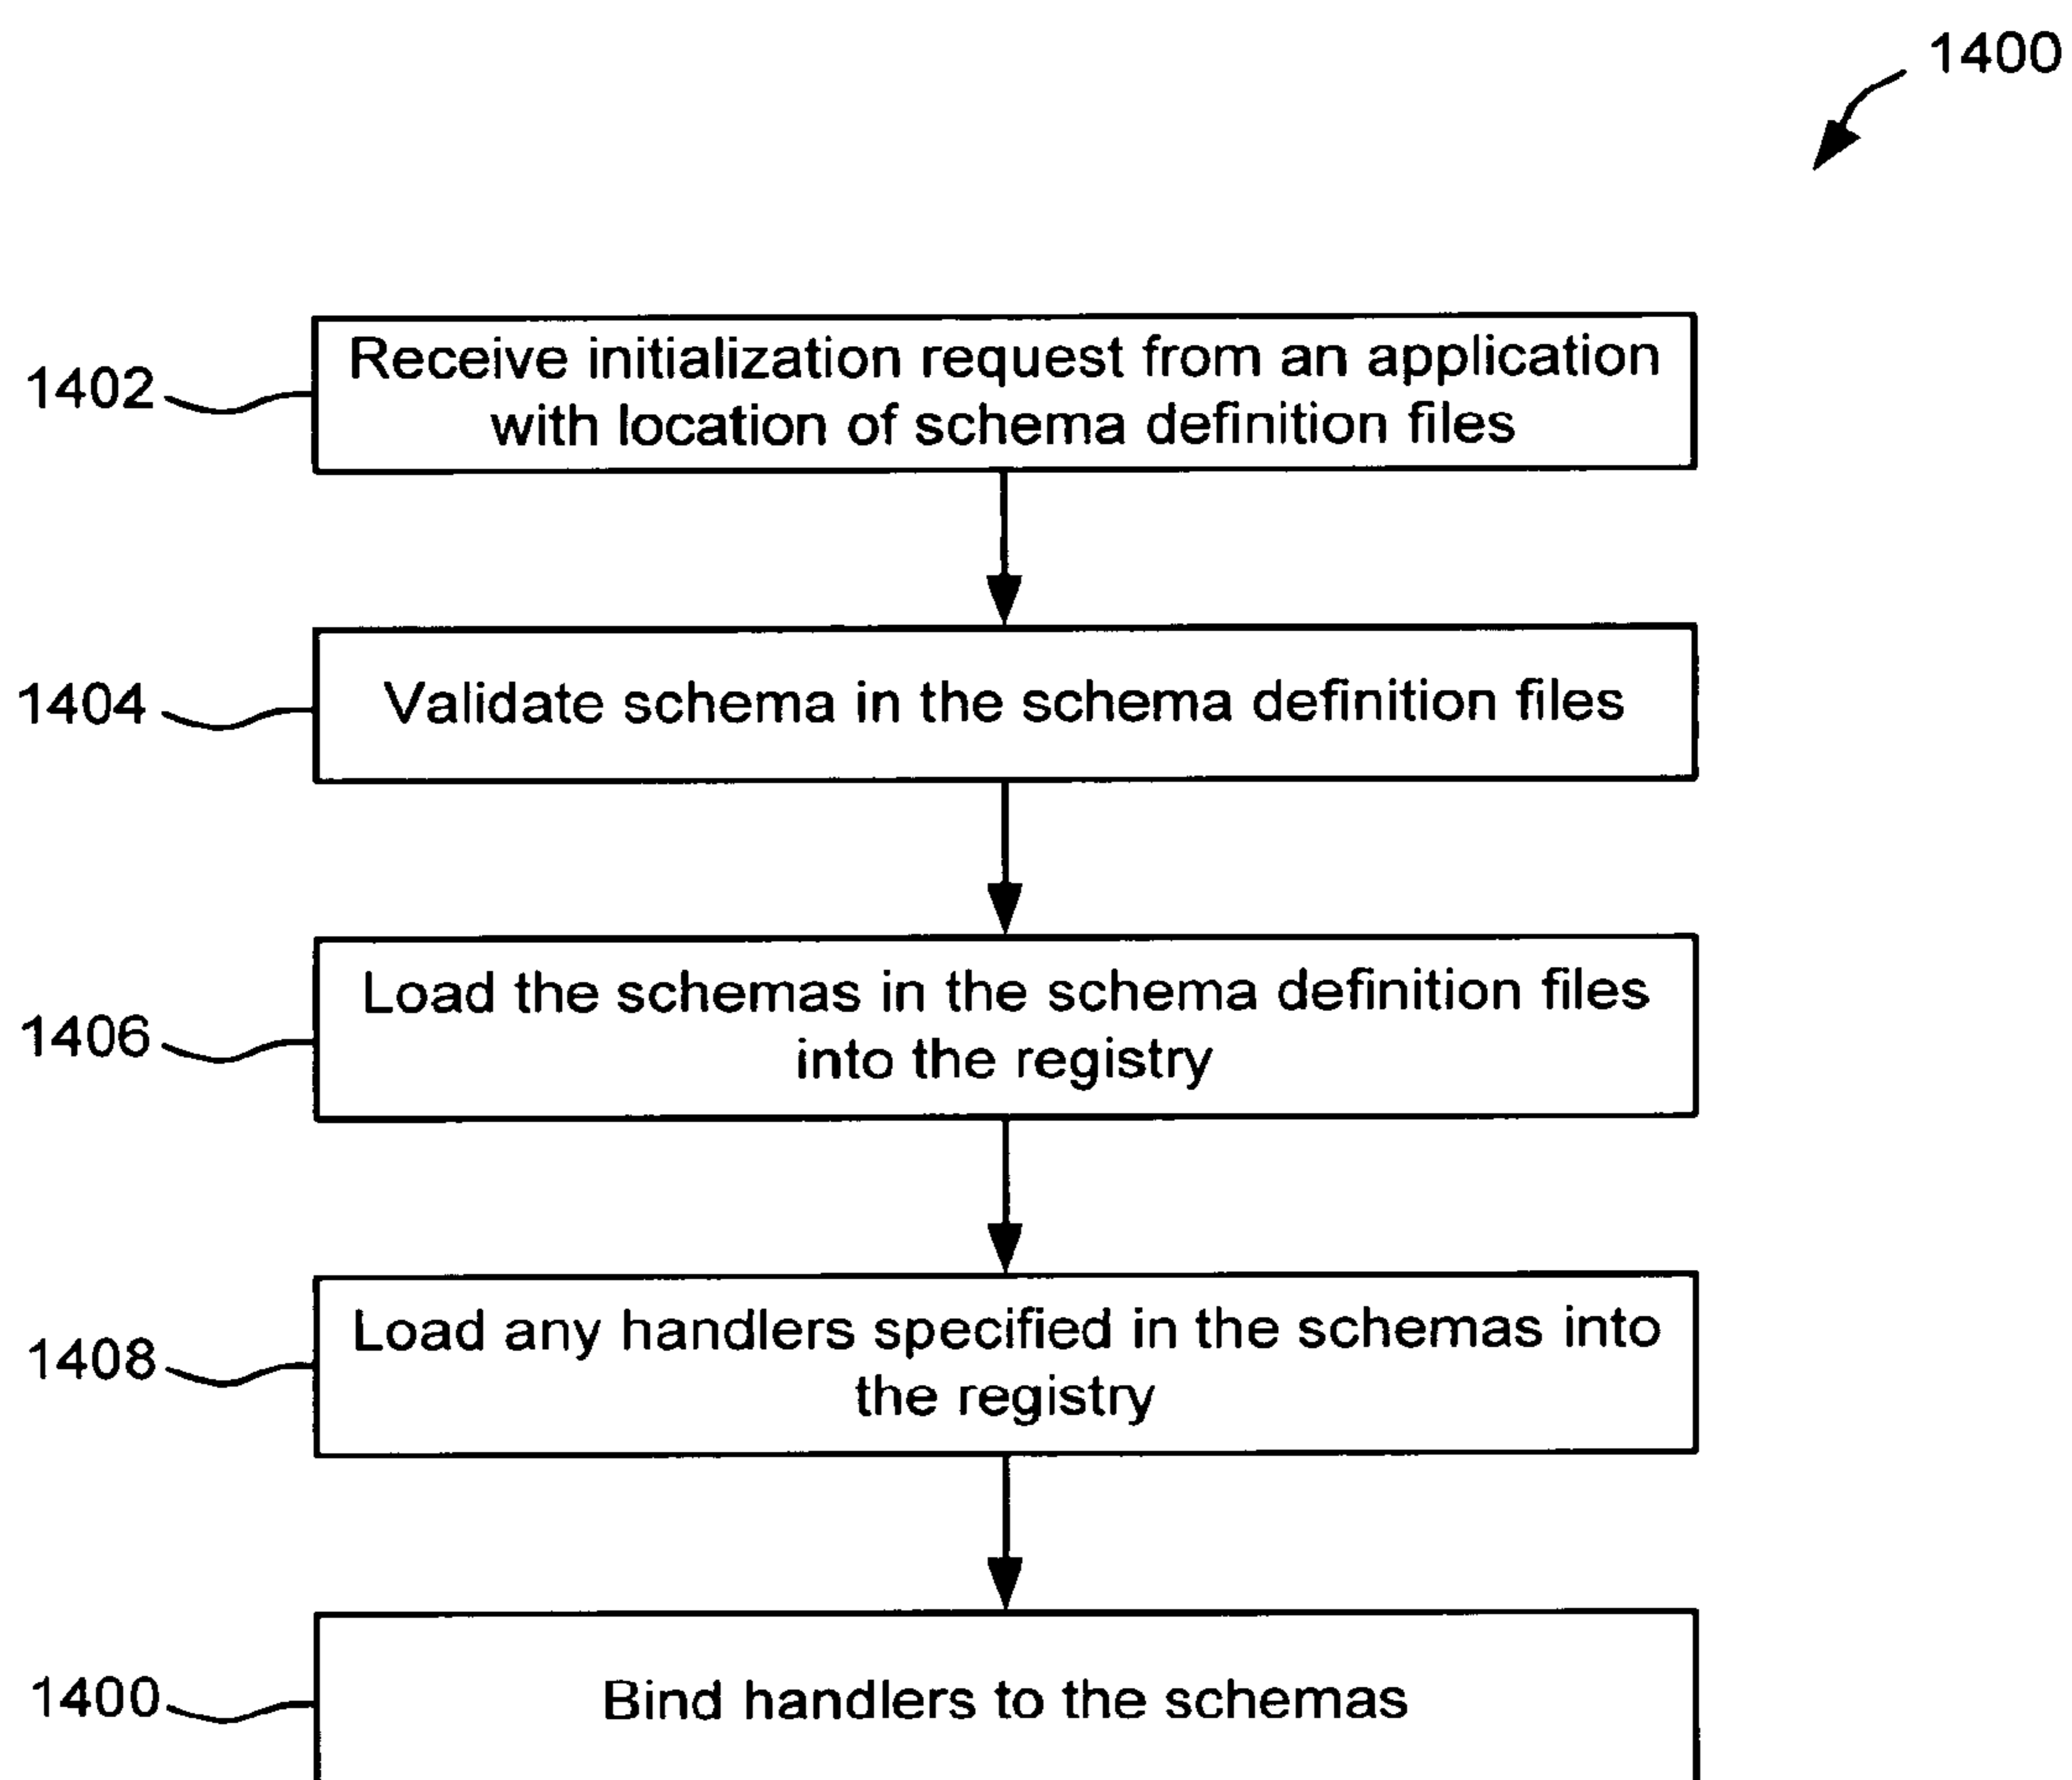 1400
Receive initialization request from an application
1402
with location of schema definition files
1404
Validate schema in the schema definition files
Load the schemas in the schema definition files
1406
into the registry
Load any handlers specified in the schemas into
1408
the registry
1400
Bind handlers to the schemas